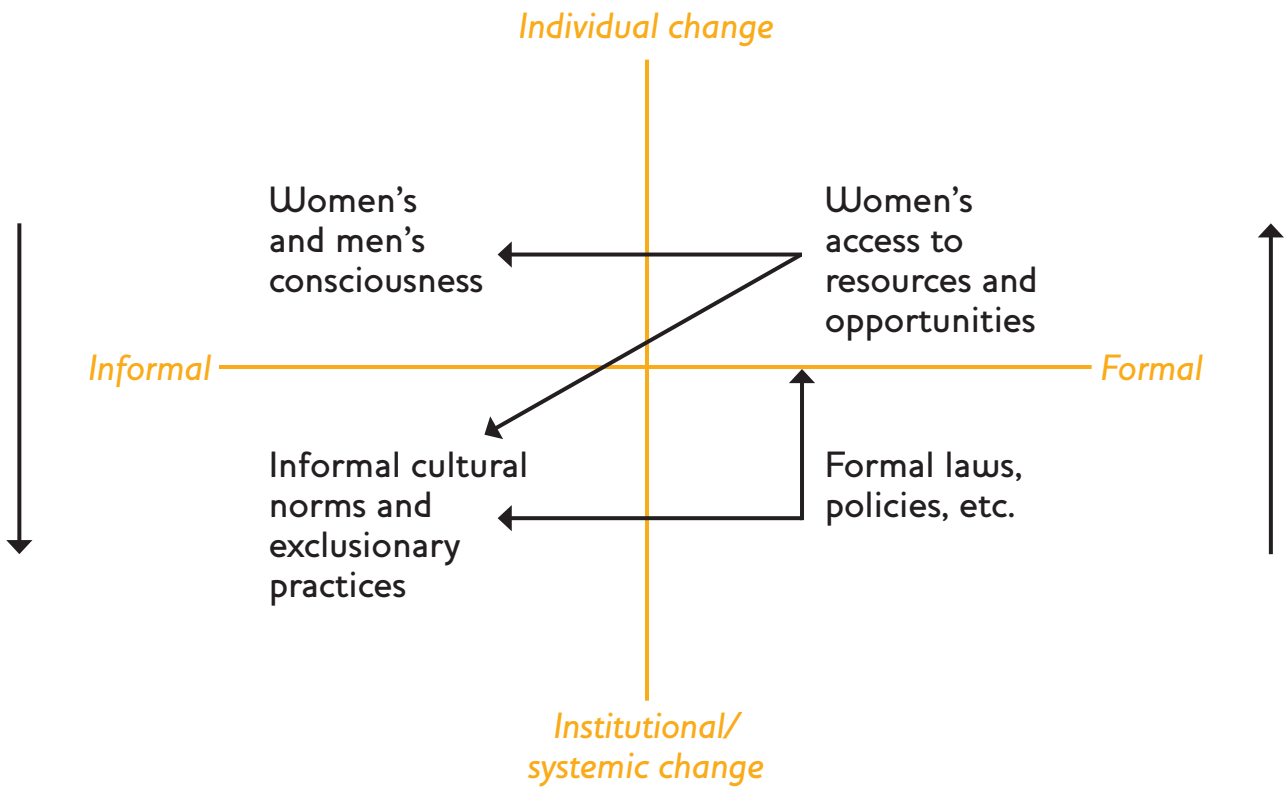 Individual change
Women’s
and men’s
consciousness
Women’s
access to
resources and
opportunities
Informal
Formal
Informal cultural
norms and
exclusionary
practices
Formal laws,
policies, etc.
Institutional/
systemic change